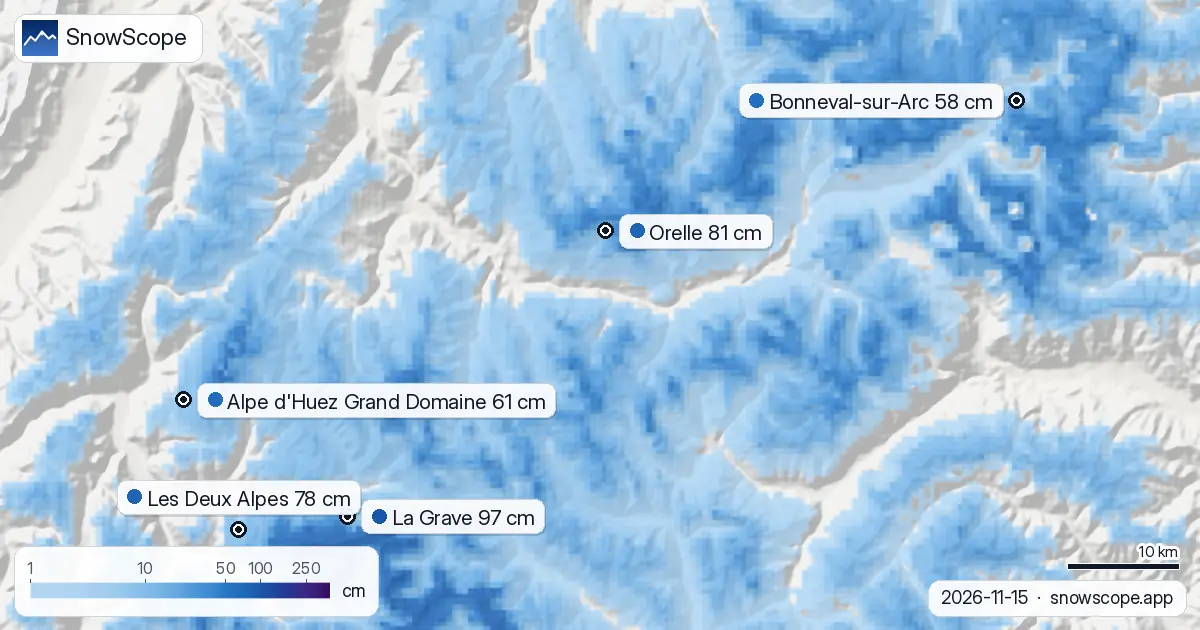 SnowScope
Bonneval-sur-Arc 58 cm
Orelle 81 cm
Alpe d'Huez Grand Domaine 61 cm
Les Deux Alpes 78 cm
La Grave 97 cm
1 10 50 100 250
cm
10 km
2026-11-15 · snowscope.app